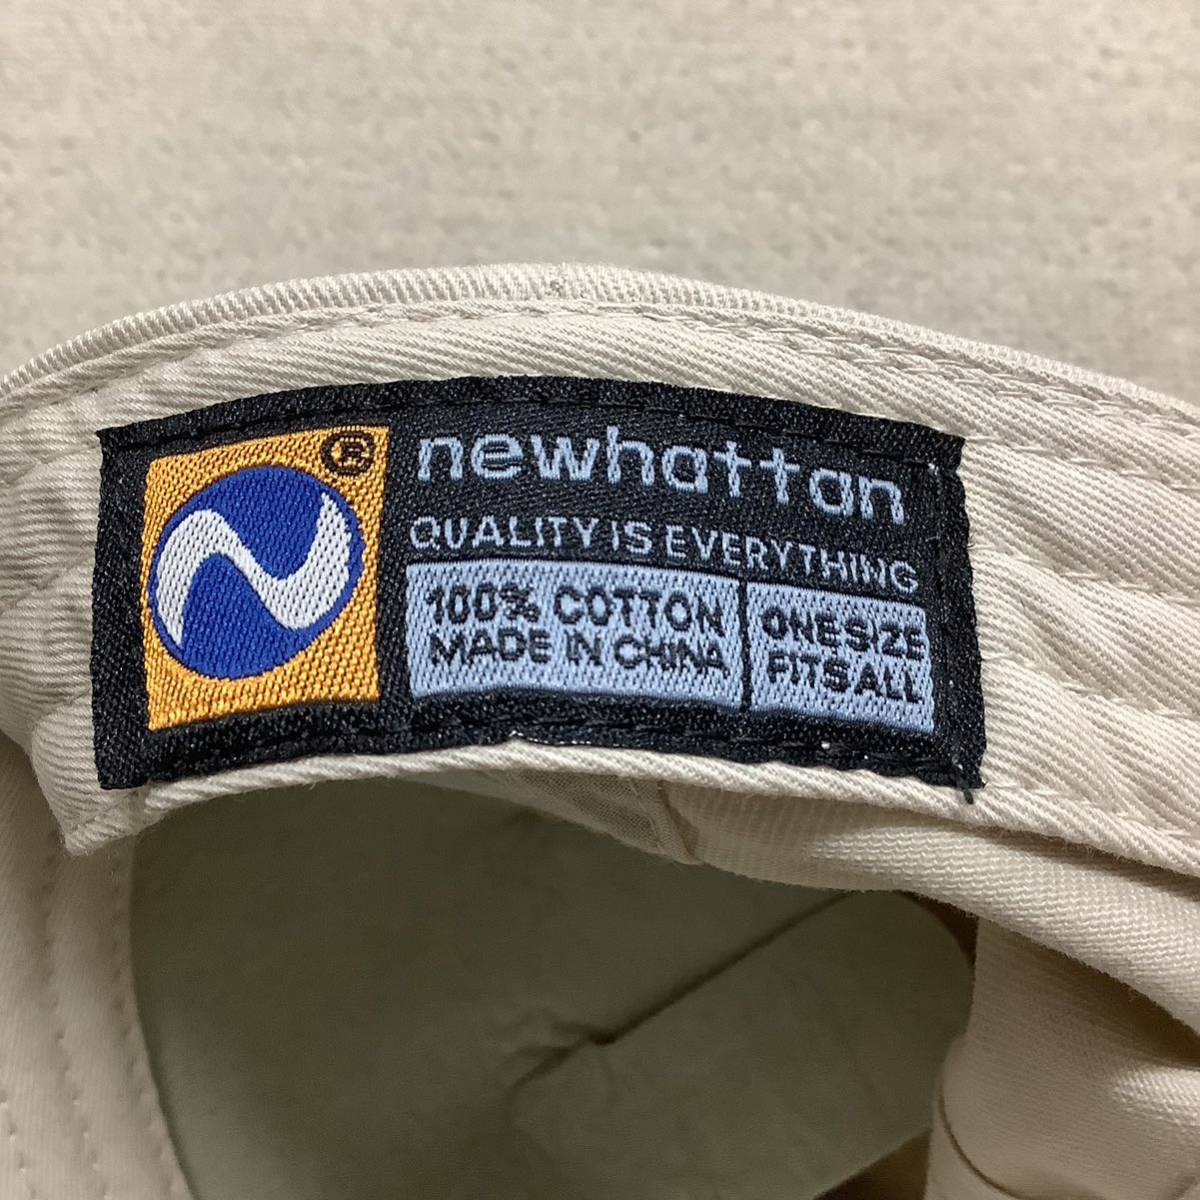 ®
newhattan
QUALITY IS EVERYTHING
100% COTTON
MADE IN CHINA
ONE SIZE
FITS ALL